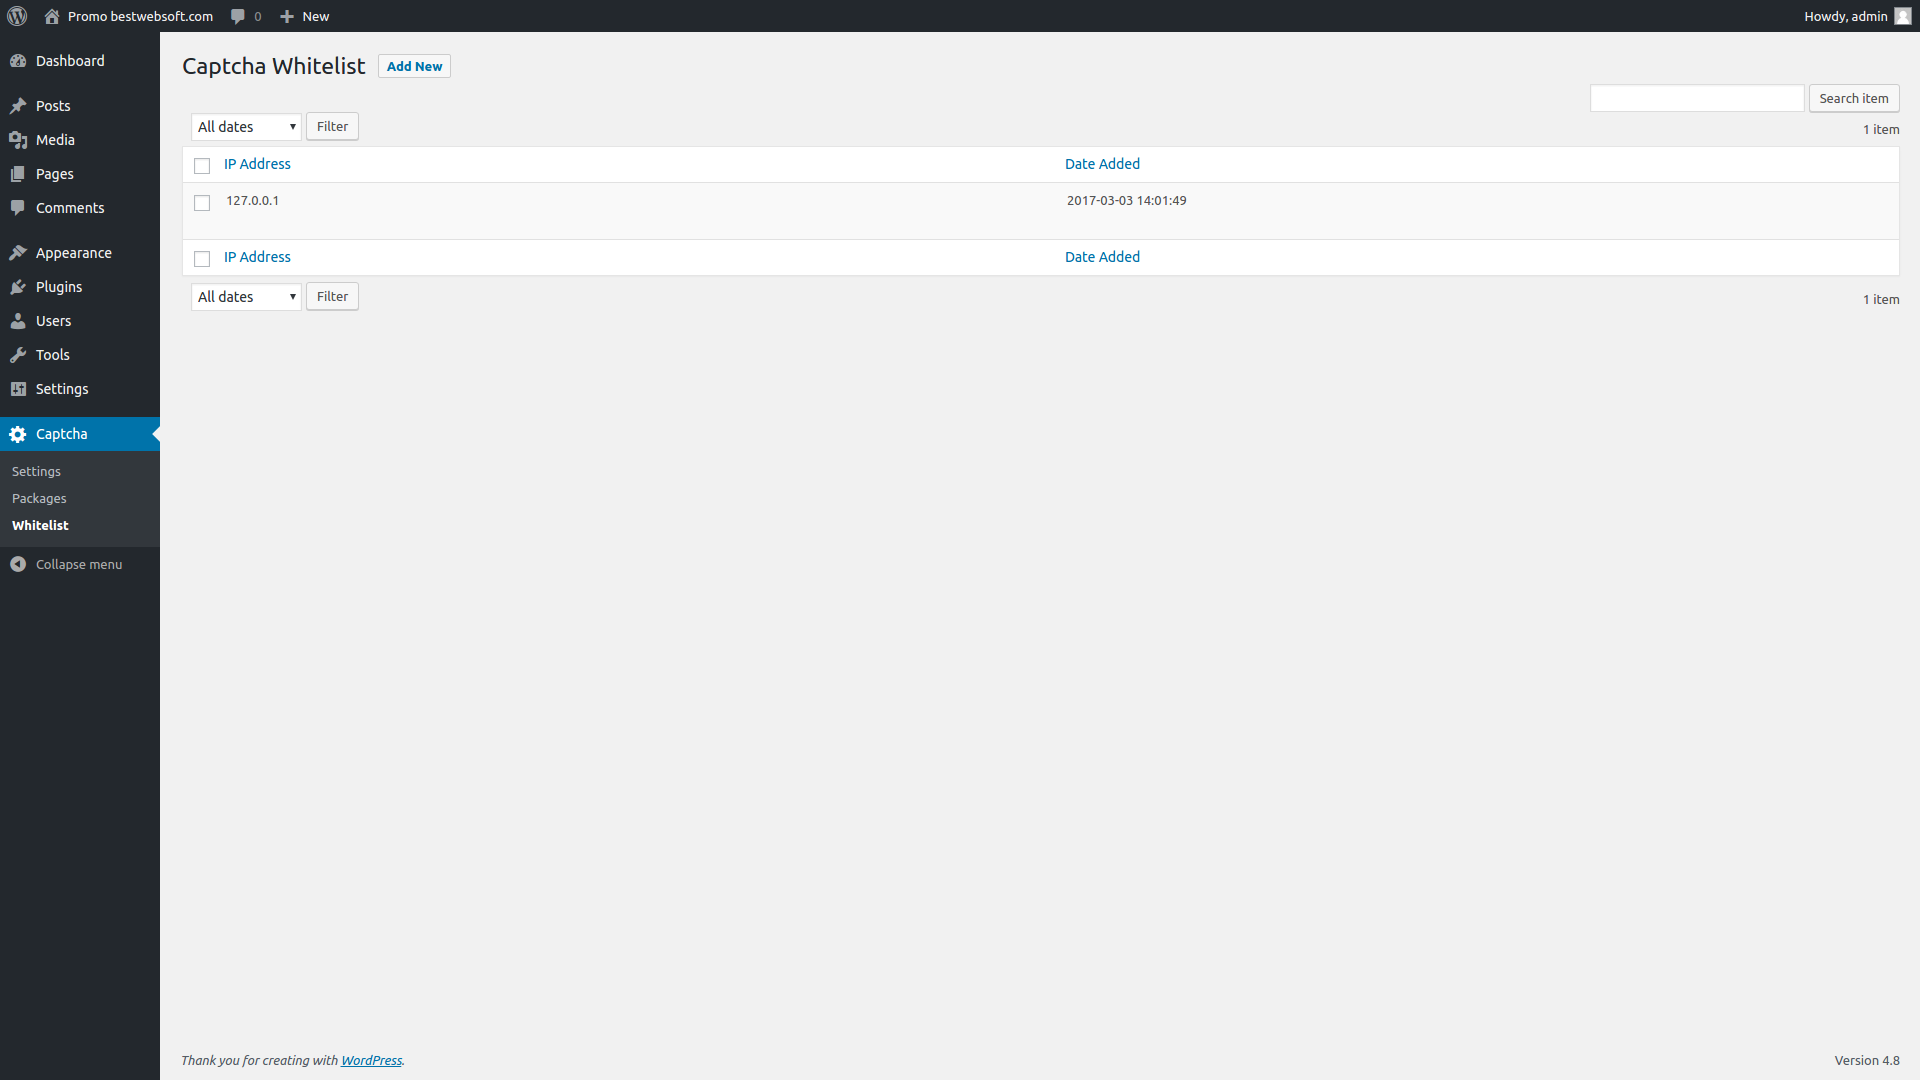 Promo bestwebsoft.com 0 New Howdy, admin
Dashboard
Posts
Media
Pages
Comments
Appearance
Plugins
Users
Tools
Settings
Captcha
Settings
Packages
Whitelist
Collapse menu
Captcha Whitelist Add New
Search item
All dates Filter 1 item
IP Address Date Added
127.0.0.1 2017-03-03 14:01:49
IP Address Date Added
All dates Filter 1 item
Thank you for creating with WordPress. Version 4.8